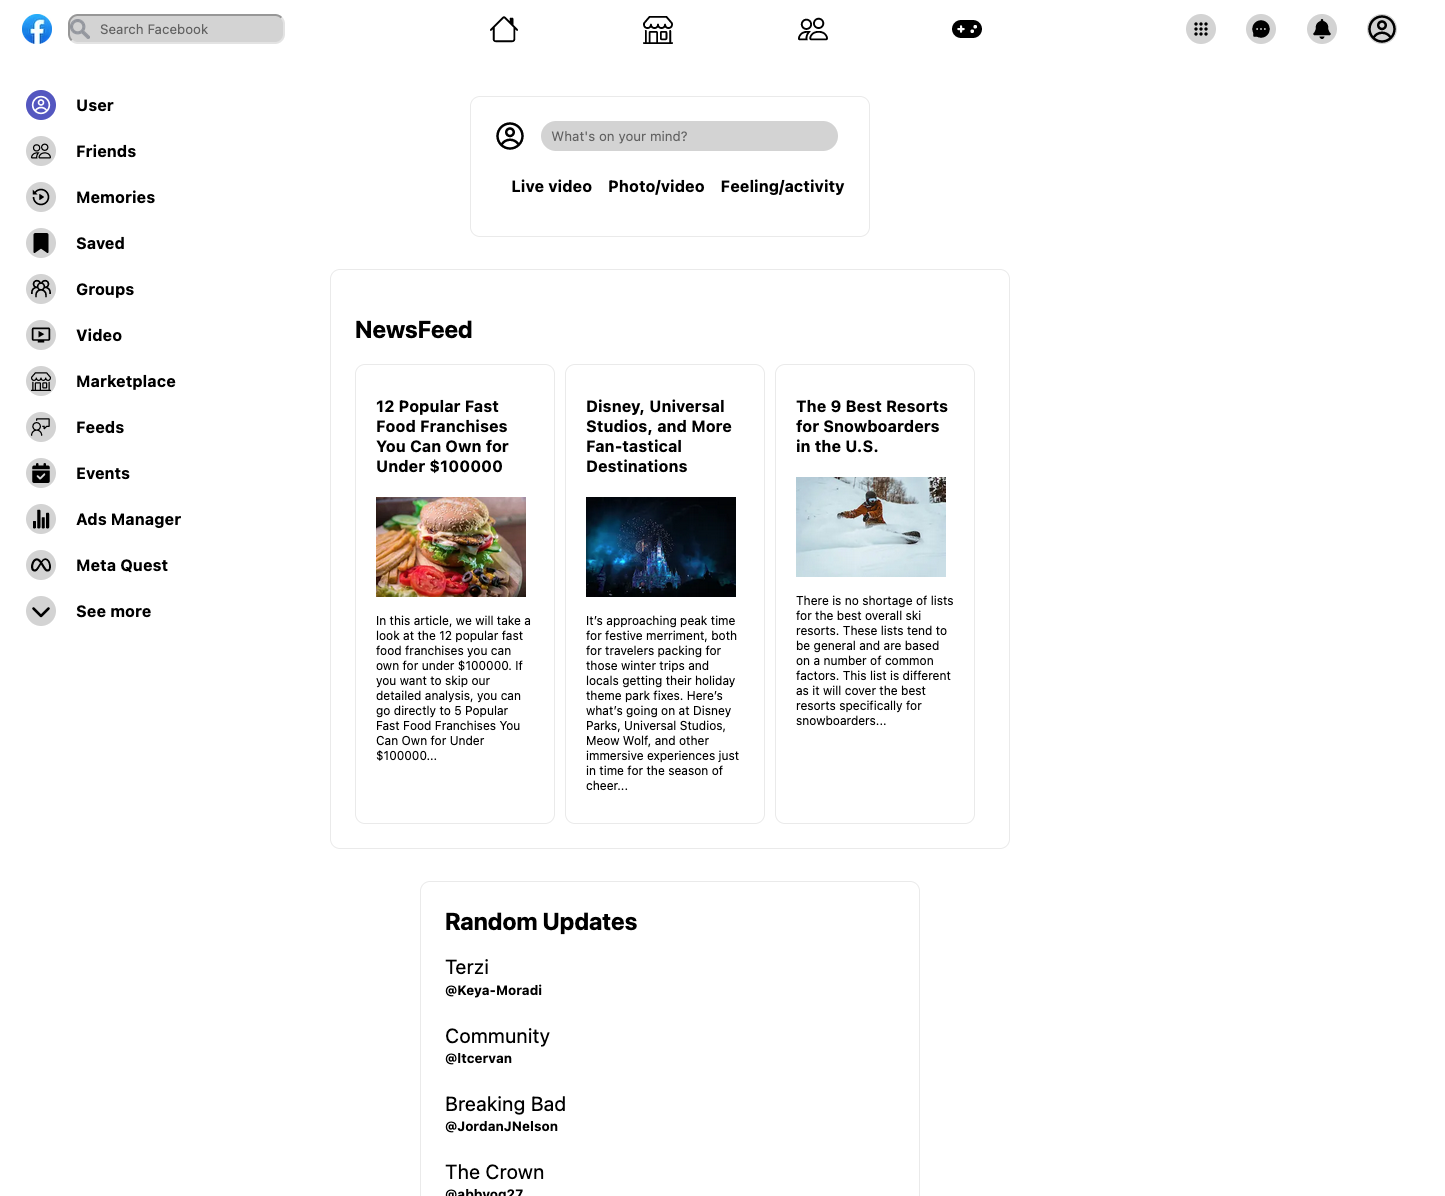 Search Facebook
User
Friends
Memories
Saved
Groups
Video
Marketplace
Feeds
Events
Ads Manager
Meta Quest
See more
What's on your mind?
Live video Photo/video Feeling/activity
NewsFeed
12 Popular Fast
Food Franchises
You Can Own for
Under $100000
In this article, we will take a
look at the 12 popular fast
food franchises you can
own for under $100000. If
you want to skip our
detailed analysis, you can
go directly to 5 Popular
Fast Food Franchises You
Can Own for Under
$100000...
Disney, Universal
Studios, and More
Fan-tastical
Destinations
It’s approaching peak time
for festive merriment, both
for travelers packing for
those winter trips and
locals getting their holiday
theme park fixes. Here’s
what’s going on at Disney
Parks, Universal Studios,
Meow Wolf, and other
immersive experiences just
in time for the season of
cheer...
The 9 Best Resorts
for Snowboarders
in the U.S.
There is no shortage of lists
for the best overall ski
resorts. These lists tend to
be general and are based
on a number of common
factors. This list is different
as it will cover the best
resorts specifically for
snowboarders...
Random Updates
Terzi
@Keya-Moradi
Community
@ltcervan
Breaking Bad
@JordanJNelson
The Crown